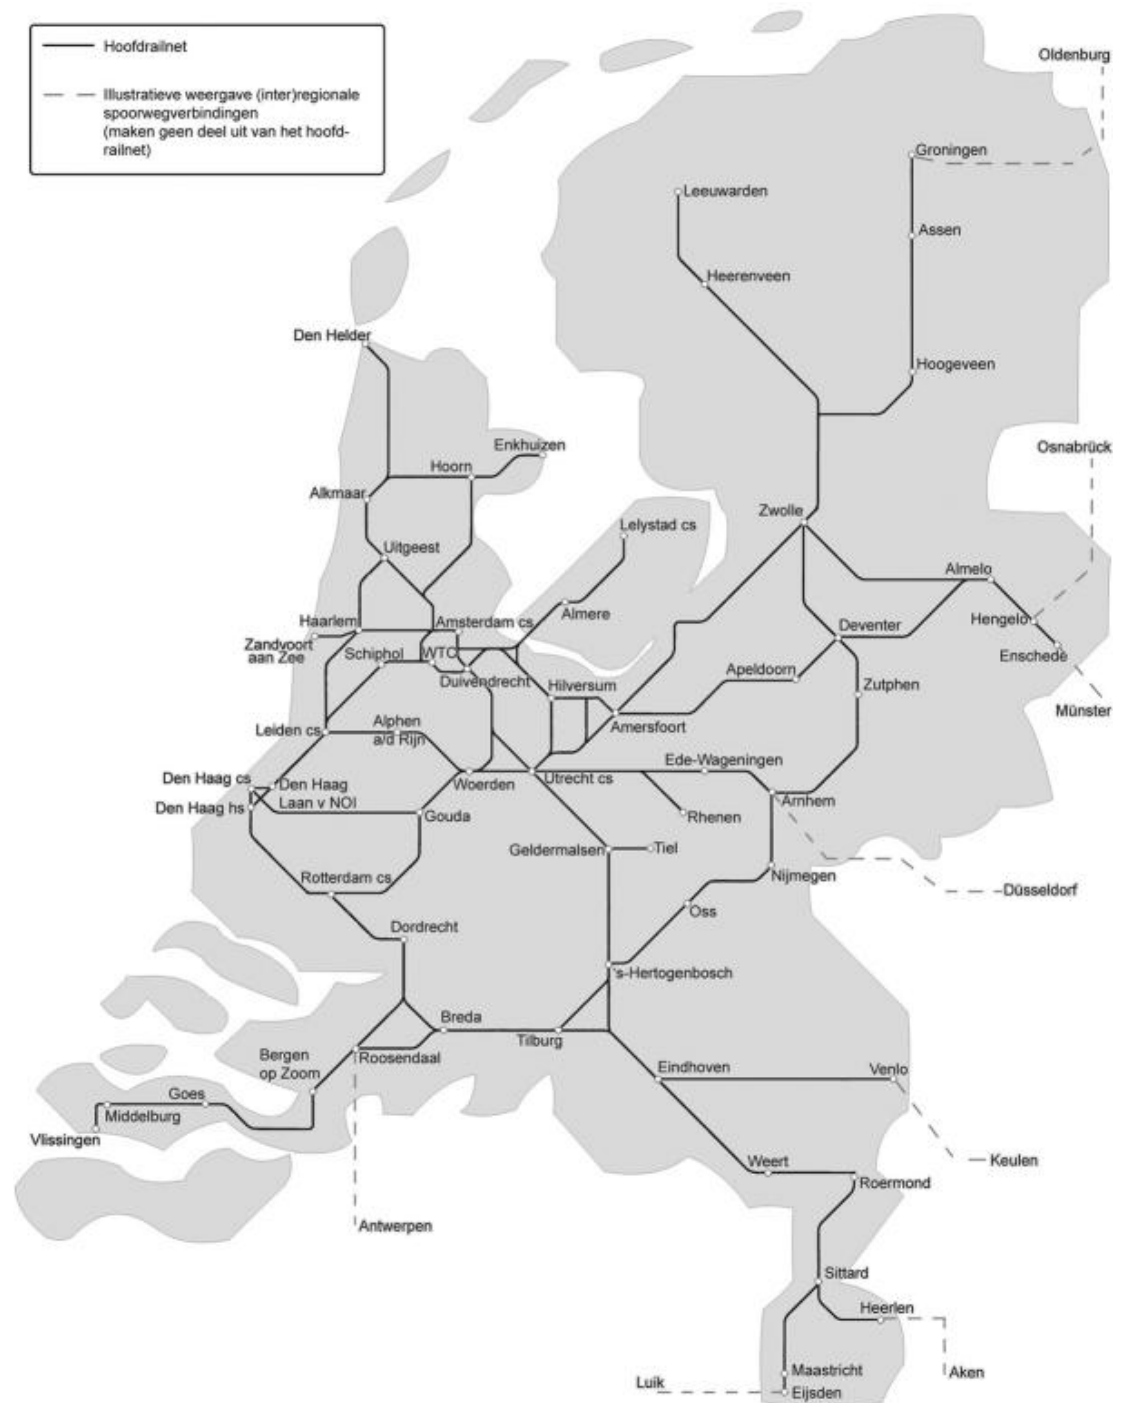 Hoofdrailnet
Illustratieve weergave (inter)regionale
spoorwegverbindingen
(maken geen deel uit van het hoofd-
railnet)
Oldenburg
Groningen
Leeuwarden
Assen
Heerenveen
Den Helder
Hoogeveen
Enkhuizen
Osnabrück
Hoorn
Alkmaar
Zwolle
Lelystad cs
Uitgeest
Almelo
Almere
Haarlem
Amsterdam cs
Hengelo
Deventer
Zandvoort
aan Zee
Schiphol
WTC
Enschede
Apeldoorn
Duivendrecht
Hilversum
Zutphen
Münster
Leiden cs
Alphen
a/d Rijn
Amersfoort
Ede-Wageningen
Den Haag cs
Den Haag
Laan v NOI
Woerden
Utrecht cs
Arnhem
Den Haag hs
Gouda
Rhenen
Geldermalsen
Tiel
Nijmegen
Rotterdam cs
Düsseldorf
Oss
Dordrecht
's-Hertogenbosch
Breda
Tilburg
Bergen
op Zoom
Roosendaal
Eindhoven
Venlo
Goes
Middelburg
Vlissingen
Weert
Keulen
Roermond
Antwerpen
Sittard
Heerlen
Maastricht
Aken
Luik
Eijsden